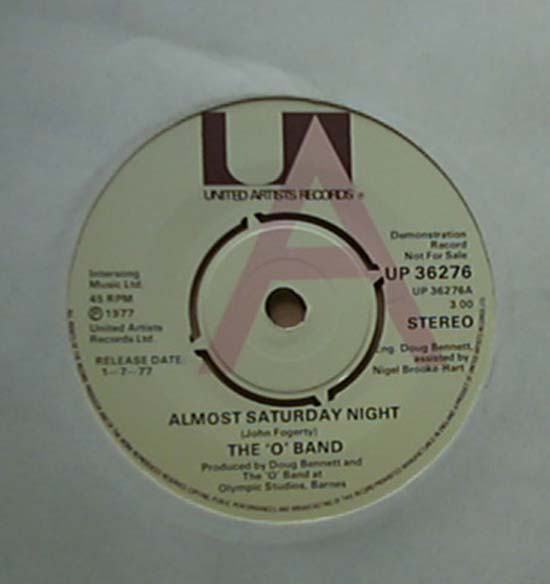 UA
UNITED ARTISTS RECORDS ®
A
Demonstration
Record
Not For Sale
UP 36276
UP 36276A
3.00
STEREO
Intersong
Music Ltd.
45 RPM
℗ 1977
United Artists
Records Ltd.
RELEASE DATE:
1-7-77
Eng. Doug Bennett,
assisted by
Nigel Brooke Hart
ALMOST SATURDAY NIGHT
(John Fogerty)
THE 'O' BAND
Produced by Doug Bennett and
The 'O' Band at
Olympic Studios, Barnes